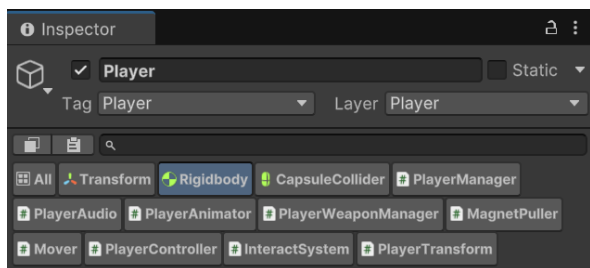 Inspector
Player Static
Tag Player Layer Player
All Transform Rigidbody CapsuleCollider PlayerManager
PlayerAudio PlayerAnimator PlayerWeaponManager MagnetPuller
Mover PlayerController InteractSystem PlayerTransform